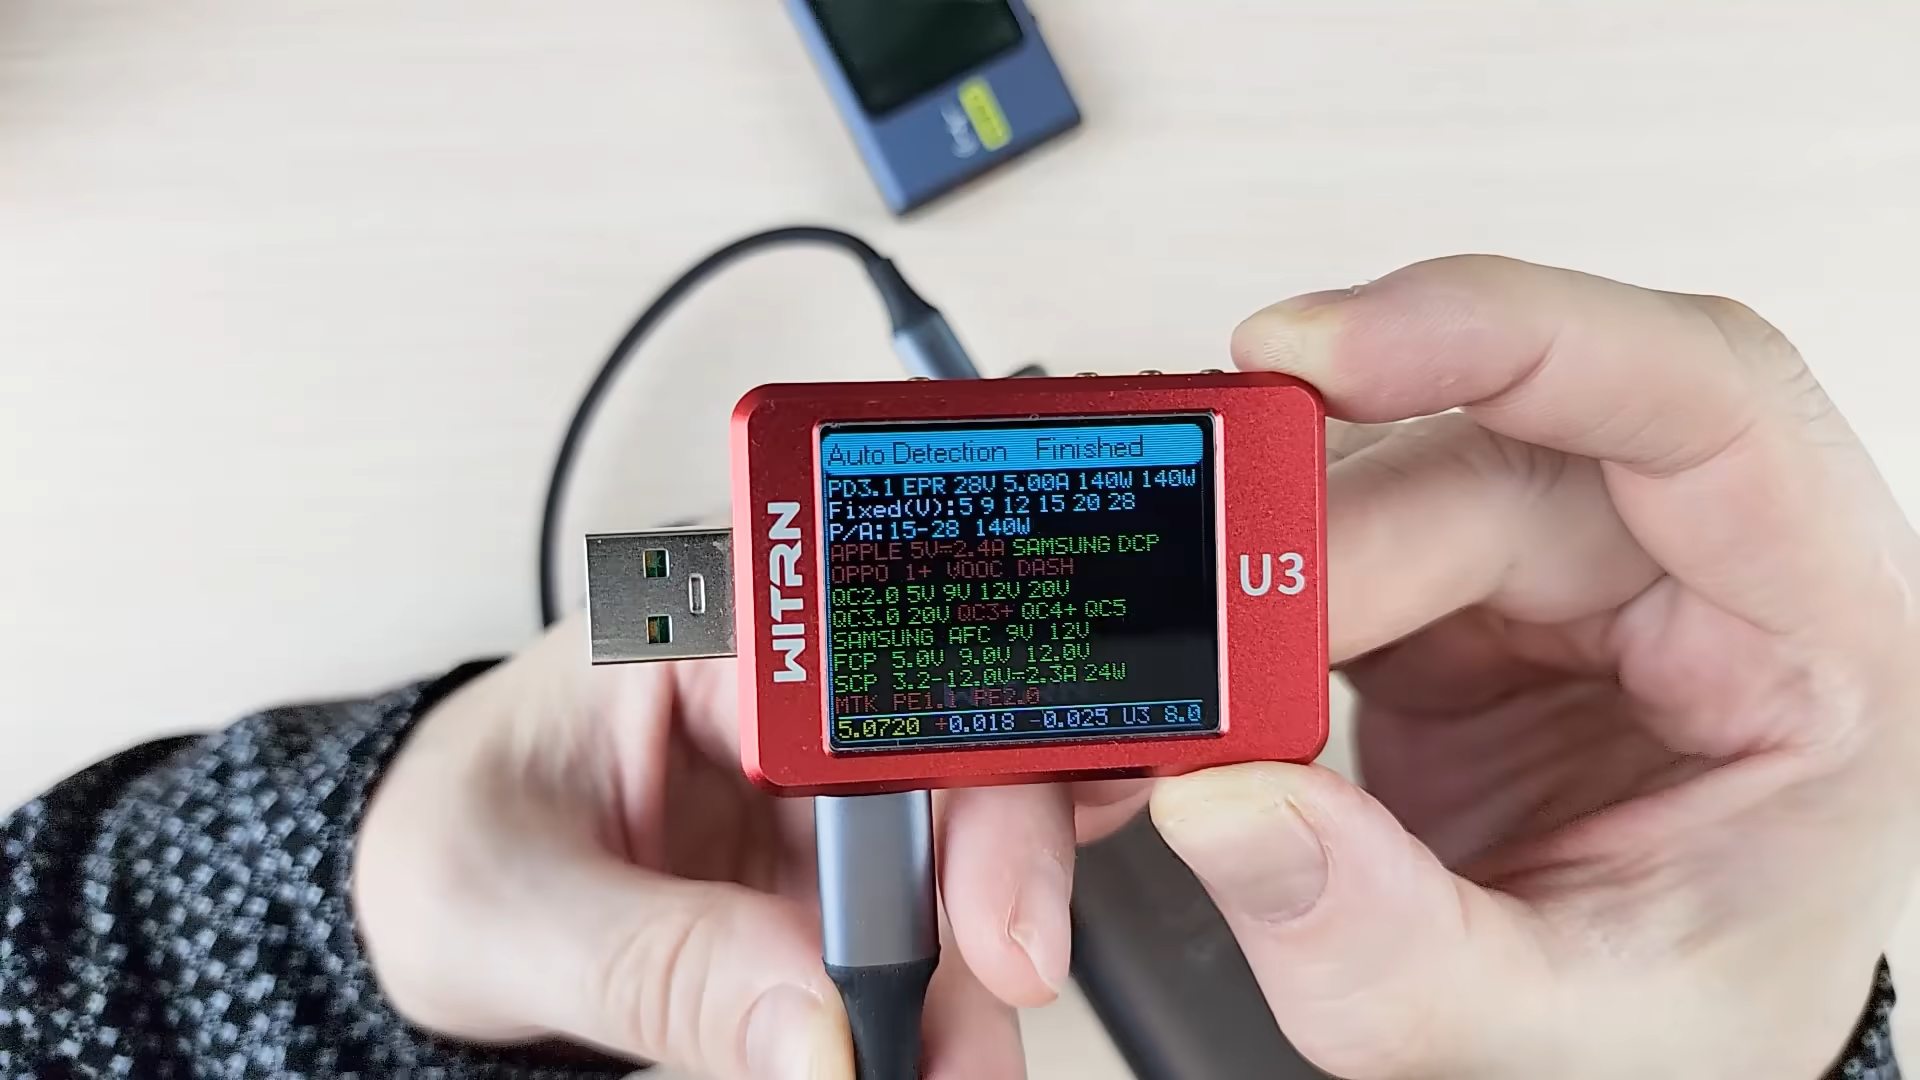 Auto Detection Finished
PD3.1 EPR 28V 5.00A 140W 140W
Fixed(V):5 9 12 15 20 28
P/A:15-28 140W
APPLE 5V=2.4A SAMSUNG DCP
OPPO 1+ VOOC DASH
QC2.0 5V 9V 12V 20V
QC3.0 20V QC3+ QC4+ QC5
SAMSUNG AFC 9V 12V
FCP 5.0V 9.0V 12.0V
SCP 3.2-12.0V=2.3A 24W
MTK PE1.1 PE2.0
5.0720 +0.018 -0.025 U3 8.0
WITRN
U3